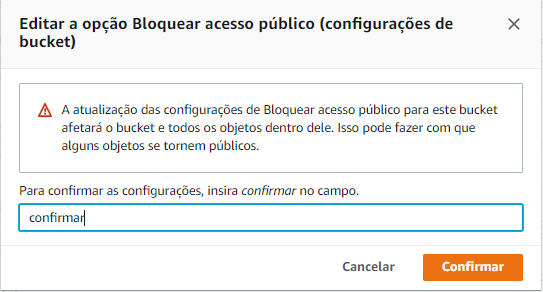 Editar a opção Bloquear acesso público (configurações de
bucket)
A atualização das configurações de Bloquear acesso público para este bucket
afetará o bucket e todos os objetos dentro dele. Isso pode fazer com que
alguns objetos se tornem públicos.
Para confirmar as configurações, insira confirmar no campo.
confirmar
Cancelar
Confirmar